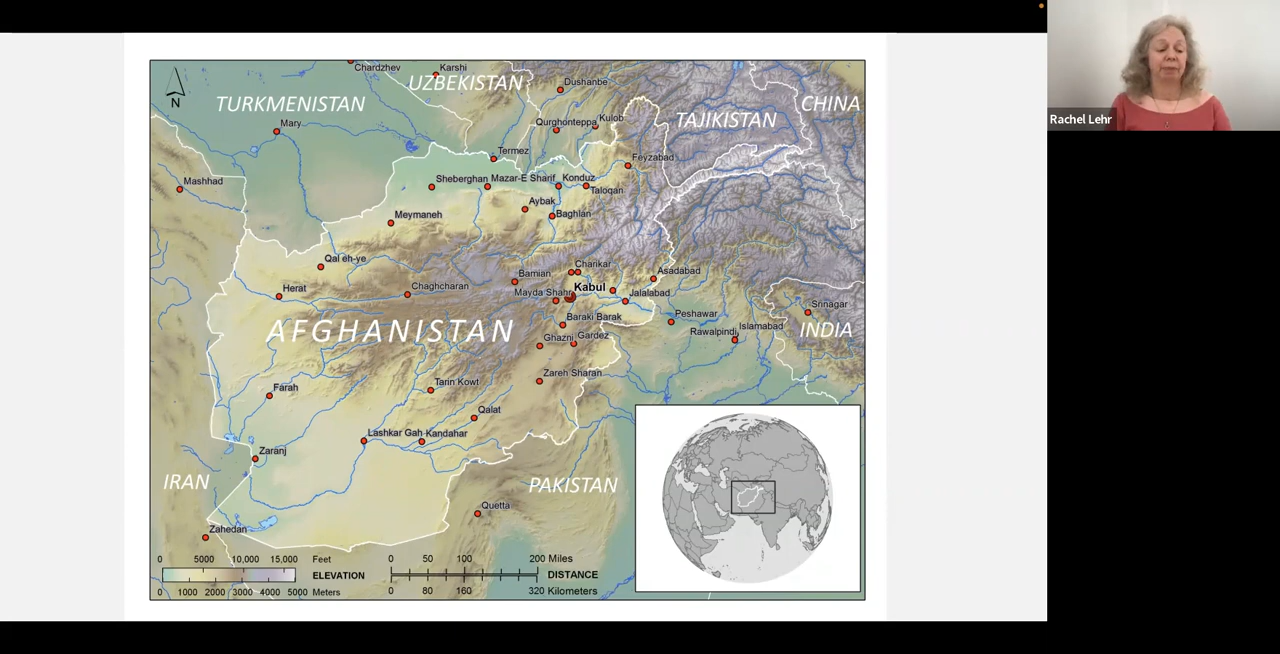 Rachel Lehr
N
Chardzhev
Karshi
UZBEKISTAN
Dushanbe
TURKMENISTAN
CHINA
Mary
Qurghonteppa
Kulob
TAJIKISTAN
Termez
Feyzabad
Mashhad
Sheberghan
Mazar-E Sharif
Konduz
Taloqan
Aybak
Meymaneh
Baghlan
Qal eh-ye
Charikar
Bamian
Asadabad
Herat
Chaghcharan
Mayda Shahr
Kabul
Jalalabad
Srinagar
Baraki Barak
Peshawar
AFGHANISTAN
Rawalpindi
Islamabad
INDIA
Ghazni
Gardez
Zareh Sharan
Farah
Tarin Kowt
Qalat
Lashkar Gah
Kandahar
Zaranj
IRAN
PAKISTAN
Quetta
Zahedan
0 5000 10,000 15,000 Feet
ELEVATION
0 1000 2000 3000 4000 5000 Meters
0 50 100 200 Miles
DISTANCE
0 80 160 320 Kilometers